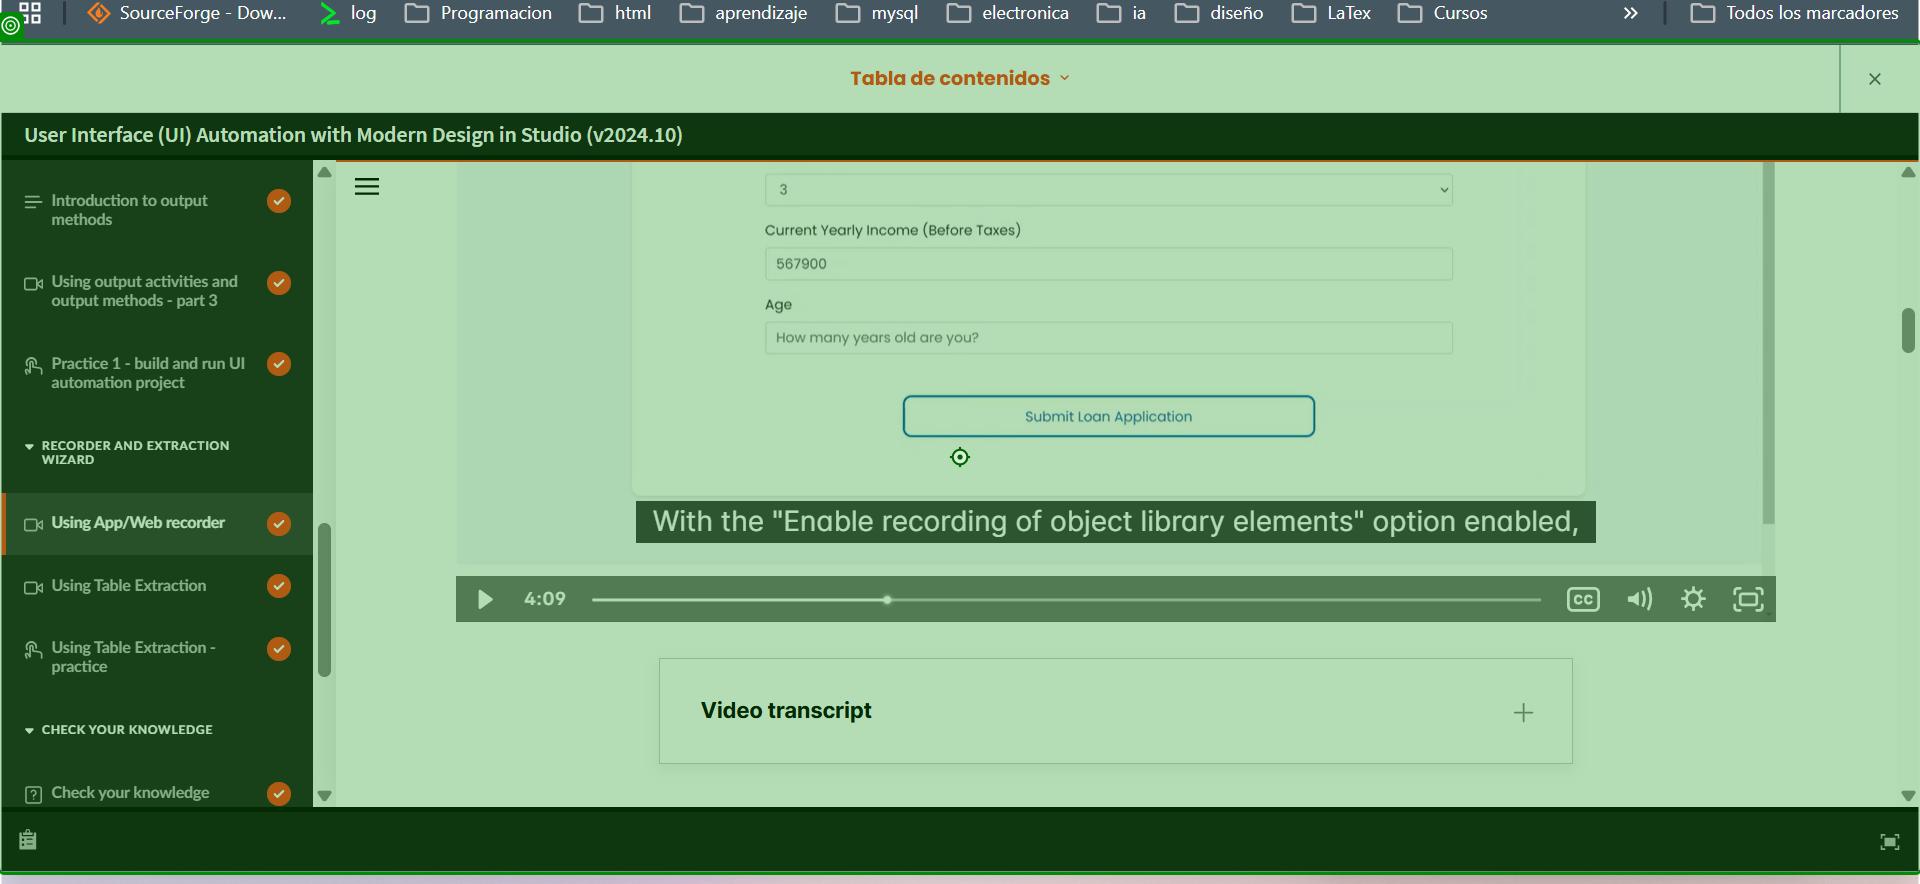 SourceForge - Dow...
log
Programacion
html
aprendizaje
mysql
electronica
ia
diseño
LaTex
Cursos
Todos los marcadores
Tabla de contenidos
User Interface (UI) Automation with Modern Design in Studio (v2024.10)
Introduction to output
methods
Using output activities and
output methods - part 3
Practice 1 - build and run UI
automation project
RECORDER AND EXTRACTION
WIZARD
Using App/Web recorder
Using Table Extraction
Using Table Extraction -
practice
CHECK YOUR KNOWLEDGE
Check your knowledge
3
Current Yearly Income (Before Taxes)
567900
Age
How many years old are you?
Submit Loan Application
With the "Enable recording of object library elements" option enabled,
4:09
CC
Video transcript